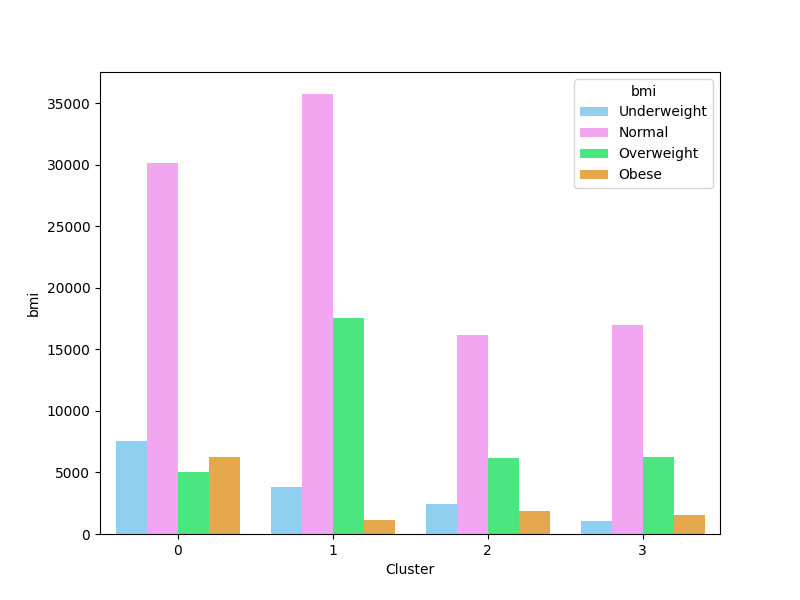 bmi
Underweight
Normal
Overweight
Obese
35000
30000
25000
20000
15000
10000
5000
0
bmi
0 1 2 3
Cluster